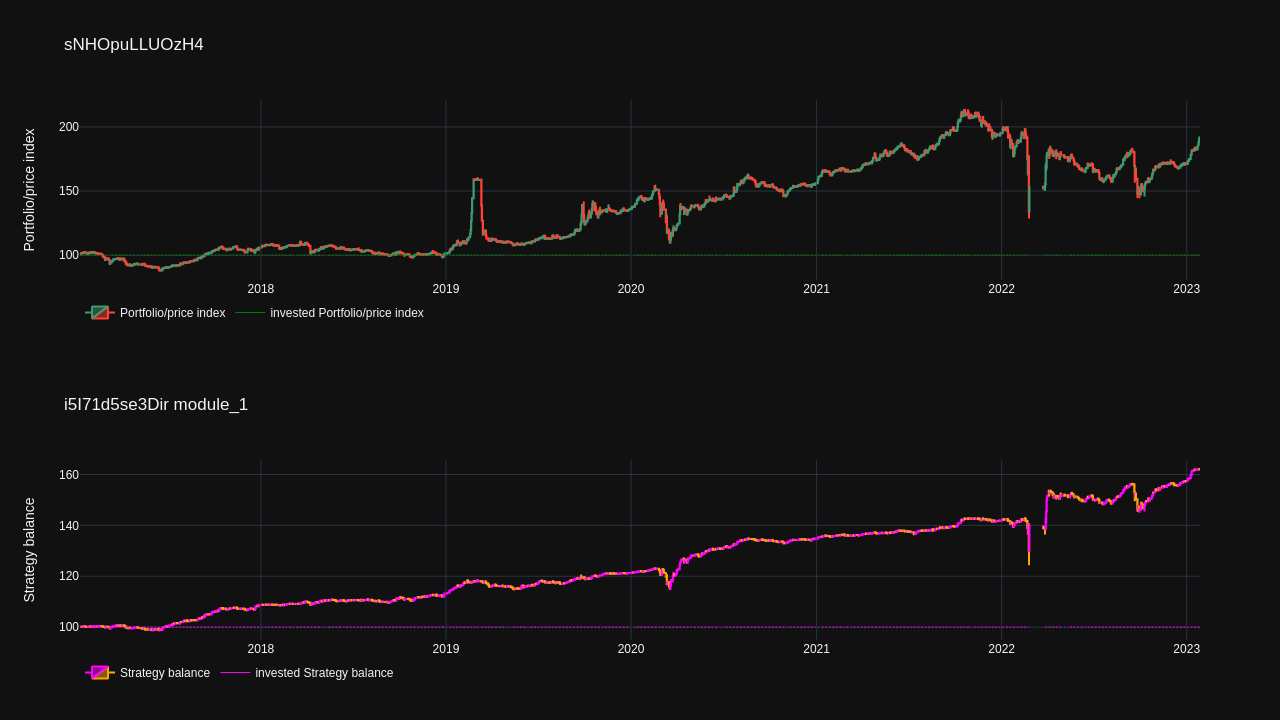 sNHOpuLLUOzH4
Portfolio/price index
200
150
100
2018 2019 2020 2021 2022 2023
Portfolio/price index invested Portfolio/price index
i5I71d5se3Dir module_1
Strategy balance
160
140
120
100
2018 2019 2020 2021 2022 2023
Strategy balance invested Strategy balance